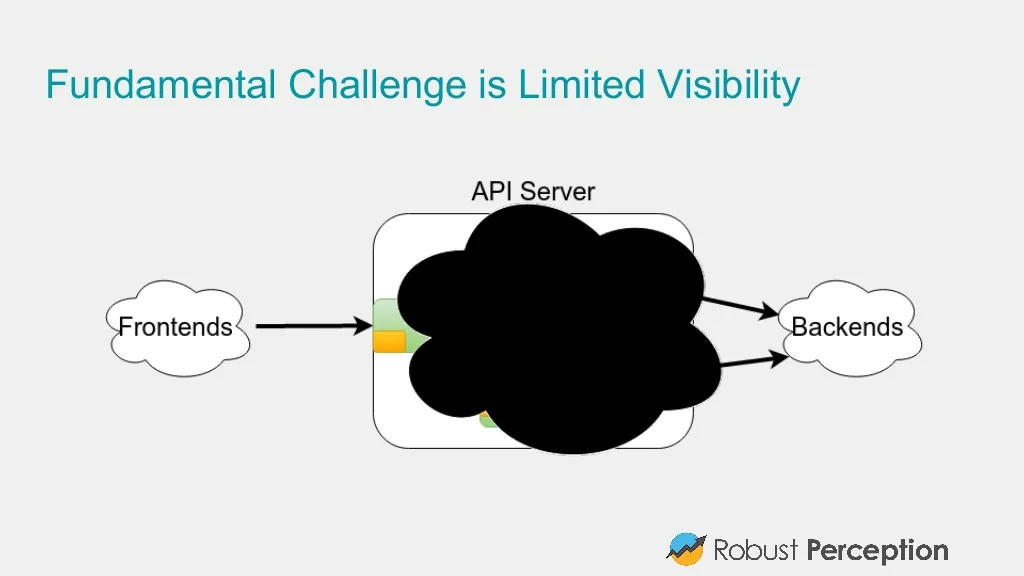 Fundamental Challenge is Limited Visibility
API Server
Frontends
Backends
Robust Perception